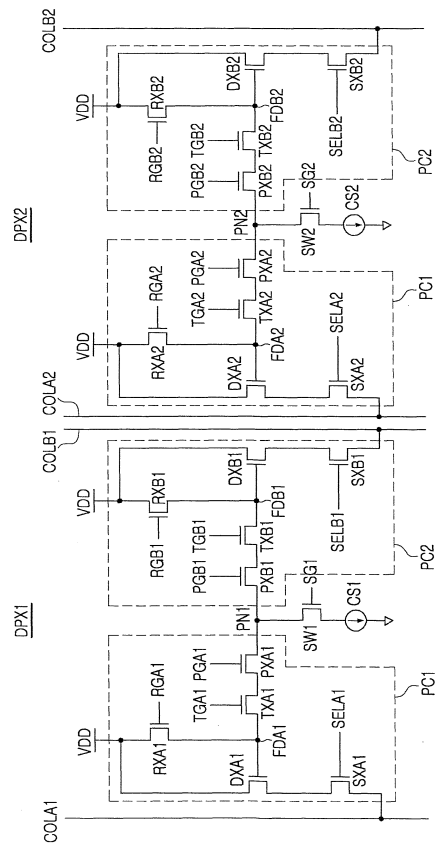 DPX1
DPX2
COLA1
VDD
RGA1
RXA1
TGA1
PGA1
FDA1
TXA1
PXA1
DXA1
SELA1
SXA1
PC1
PN1
SG1
SW1
CS1
VDD
RGB1
RXB1
PGB1
TGB1
PXB1
TXB1
FDB1
DXB1
SELB1
SXB1
PC2
COLB1
COLA2
VDD
RGA2
RXA2
TGA2
PGA2
FDA2
TXA2
PXA2
DXA2
SELA2
SXA2
PC1
PN2
SG2
SW2
CS2
VDD
RGB2
RXB2
PGB2
TGB2
PXB2
TXB2
FDB2
DXB2
SELB2
SXB2
PC2
COLB2